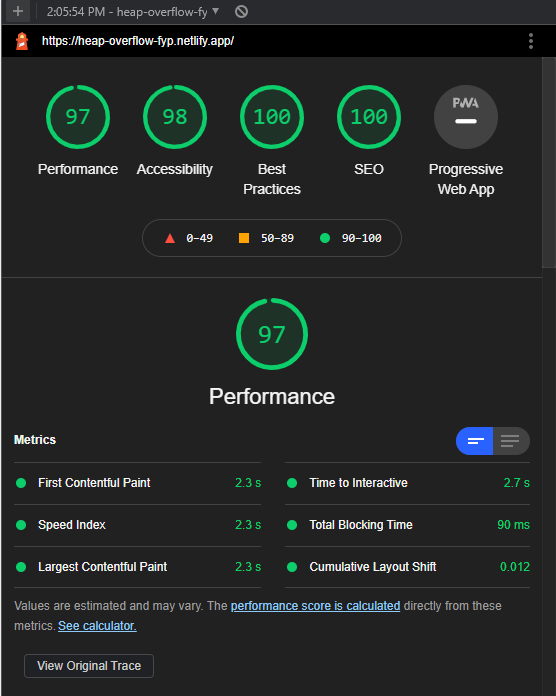 2:05:54 PM - heap-overflow-fy
https://heap-overflow-fyp.netlify.app/
97 98 100 100 PWA
Performance Accessibility Best Practices SEO Progressive Web App
0–49 50–89 90–100
97
Performance
Metrics
First Contentful Paint 2.3 s
Time to Interactive 2.7 s
Speed Index 2.3 s
Total Blocking Time 90 ms
Largest Contentful Paint 2.3 s
Cumulative Layout Shift 0.012
Values are estimated and may vary. The performance score is calculated directly from these
metrics. See calculator.
View Original Trace